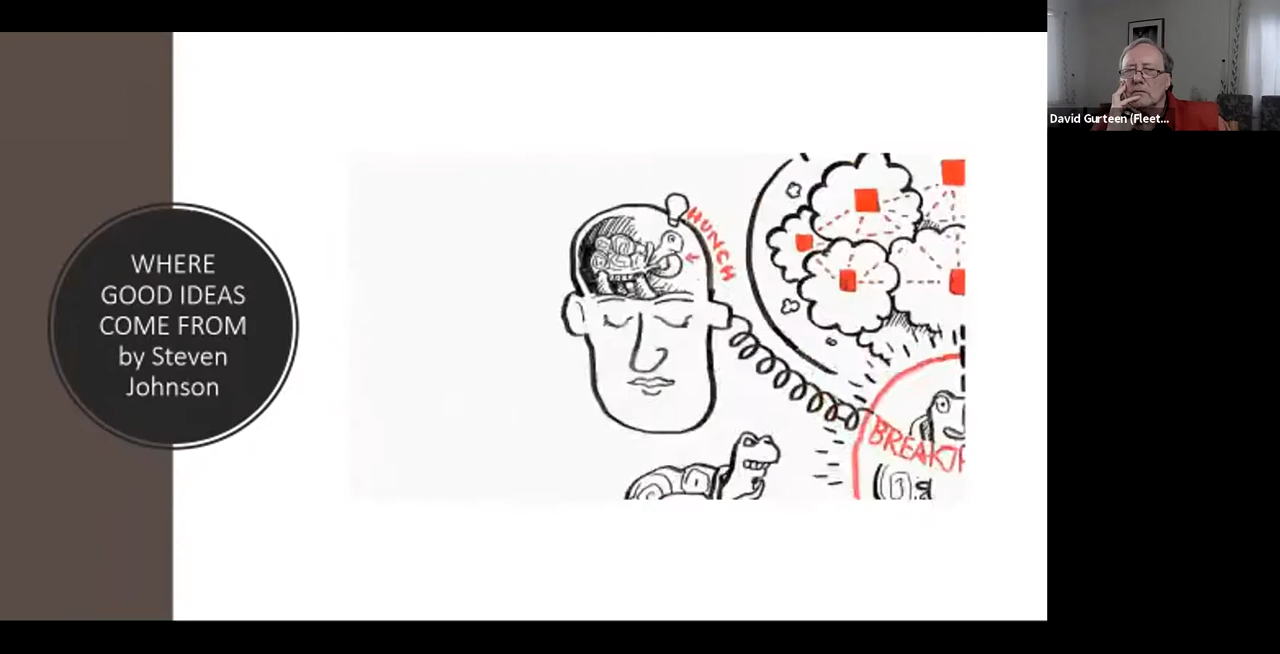 WHERE
GOOD IDEAS
COME FROM
by Steven
Johnson
HUNCH
David Gurteen (Fleet...